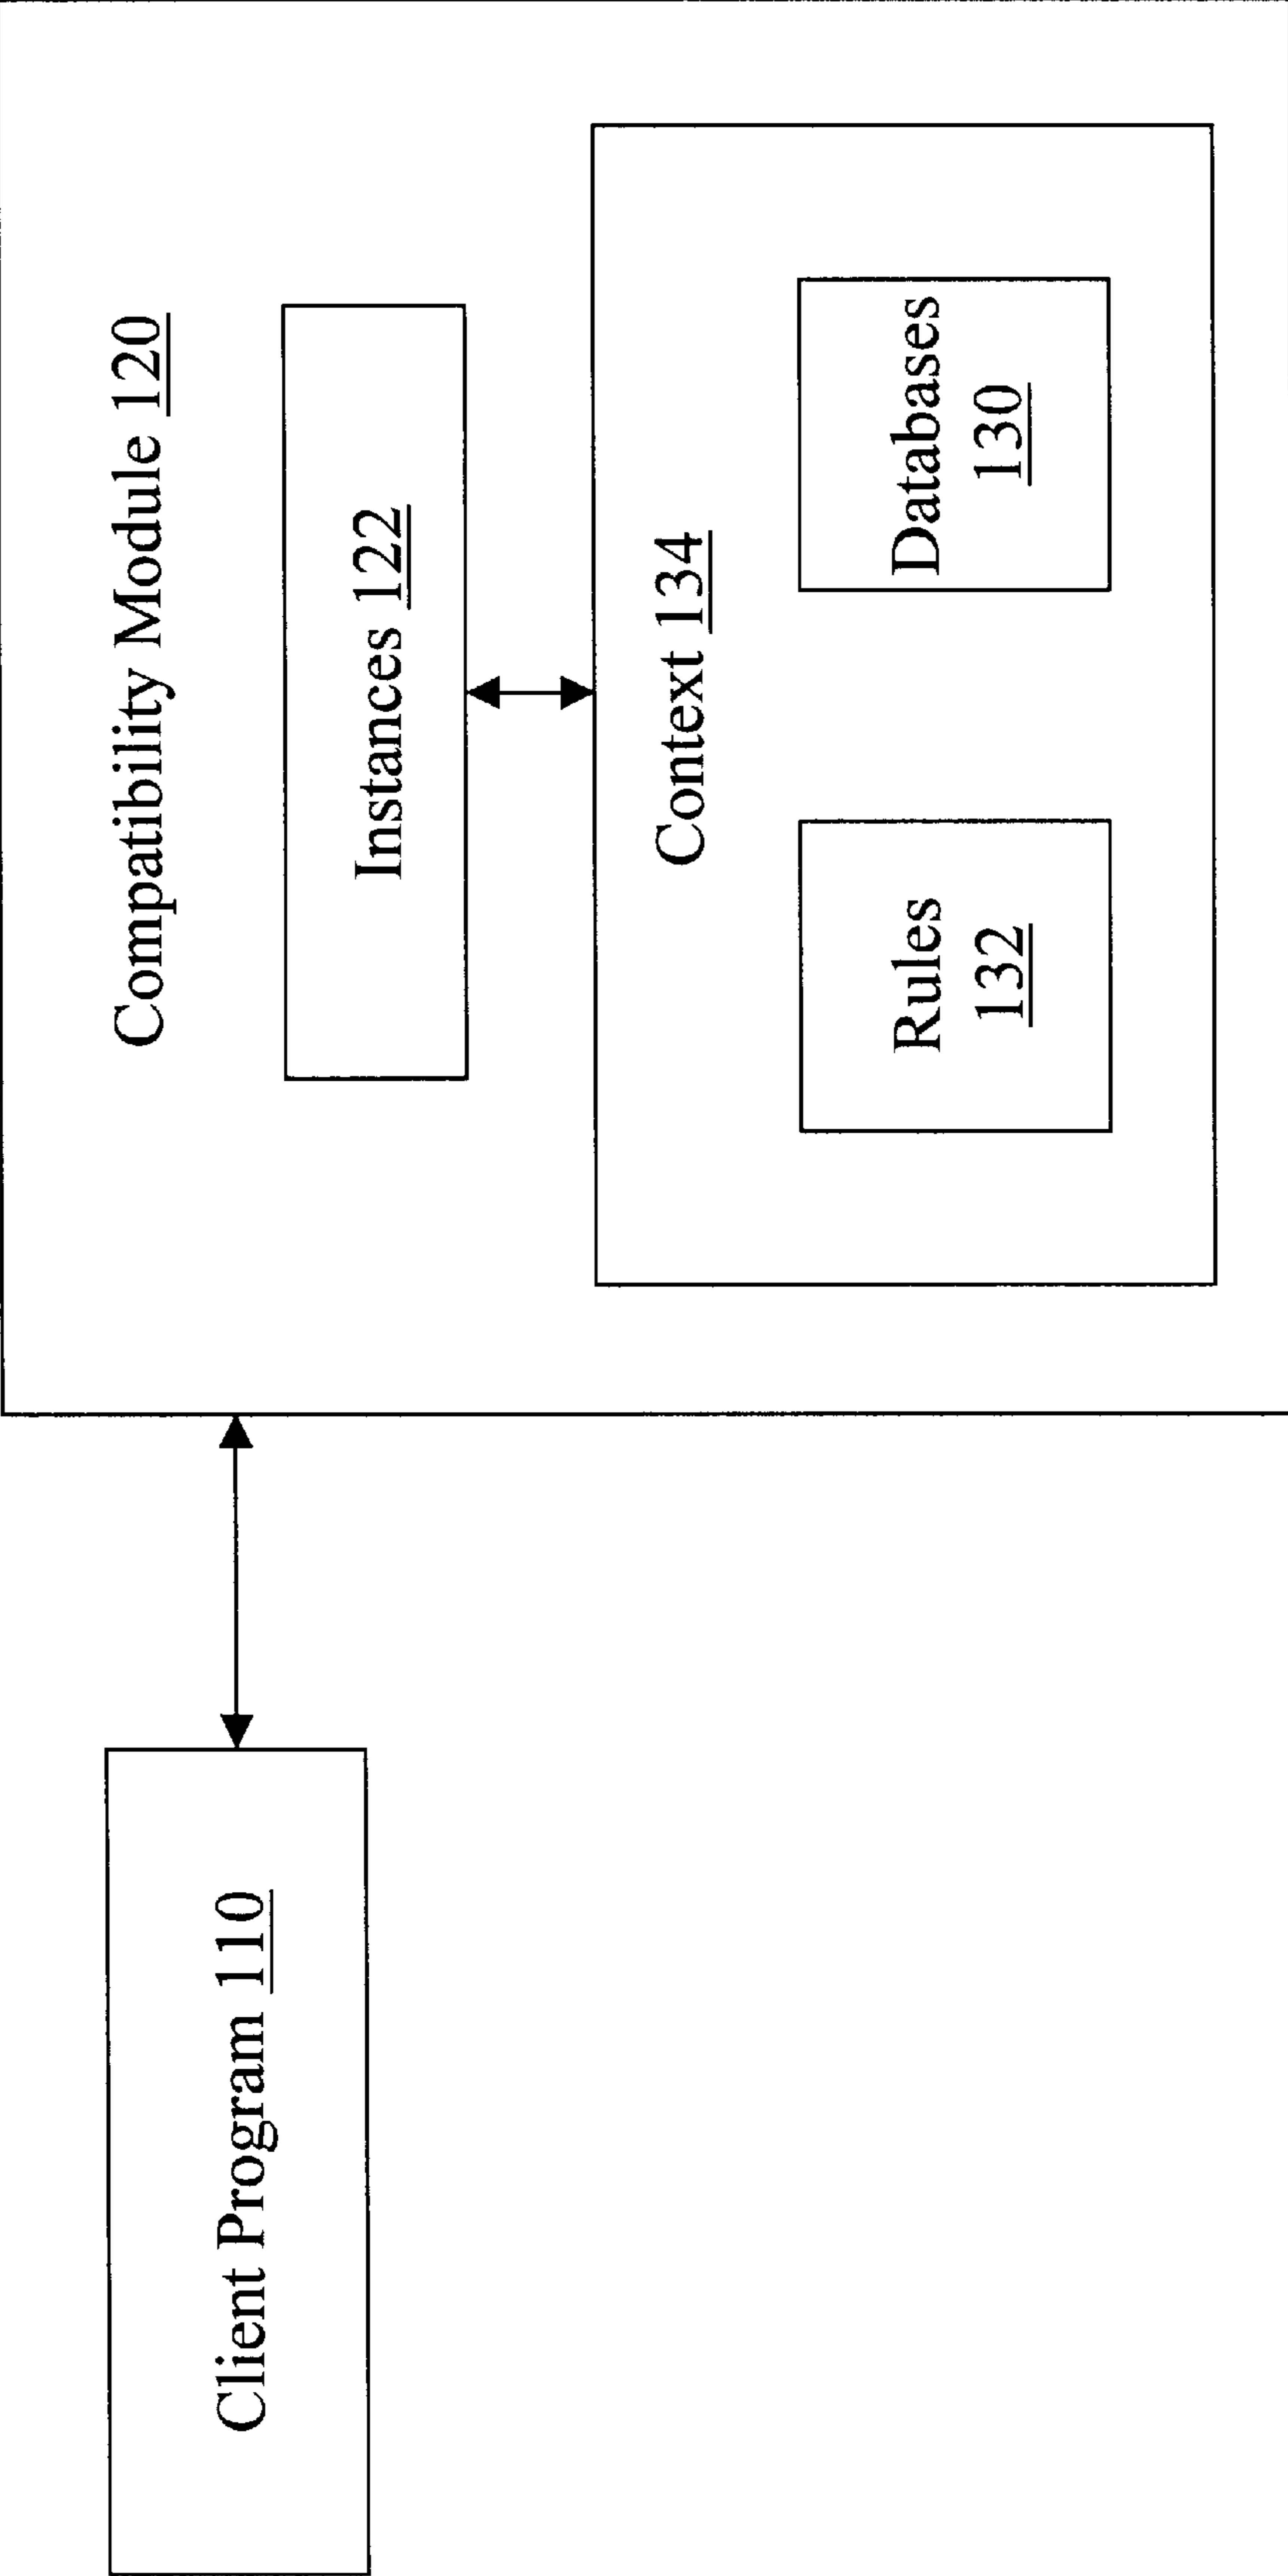 Client Program 110
Compatibility Module 120
Instances 122
Context 134
Rules
132
Databases
130